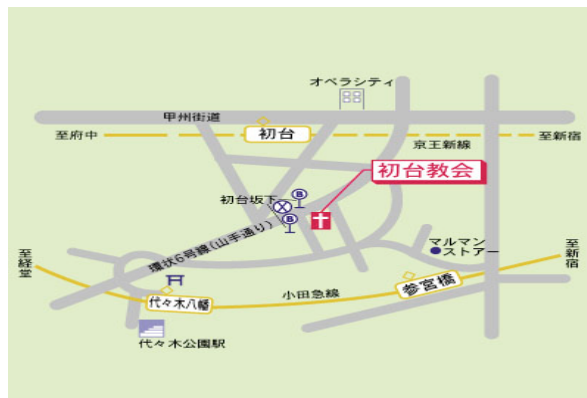 オペラシティ
甲州街道
至府中
初台
京王新線
至新宿
初台教会
初台坂下
B
B
環状6号線(山手通り)
マルマン
ストアー
至新宿
至経堂
代々木八幡
小田急線
参宮橋
代々木公園駅